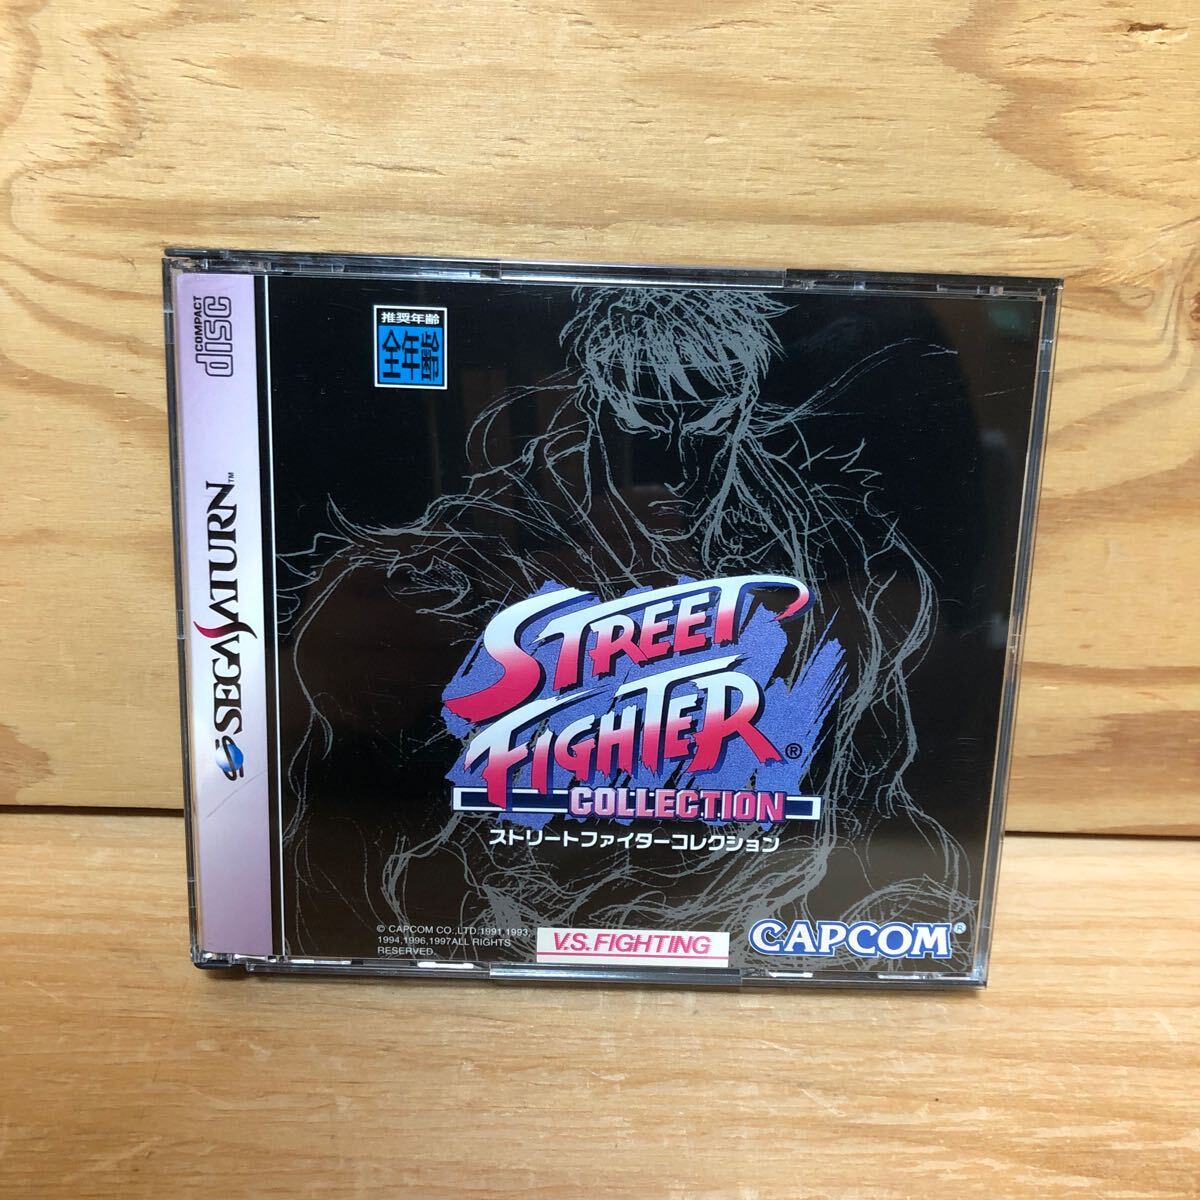 COMPACT
disc
SEGA SATURN™
推奨年齢
全年齢
STREET
FIGHTER®
COLLECTION
ストリートファイターコレクション
© CAPCOM CO.,LTD.1991,1993,
1994,1996,1997ALL RIGHTS
RESERVED.
V.S. FIGHTING
CAPCOM®